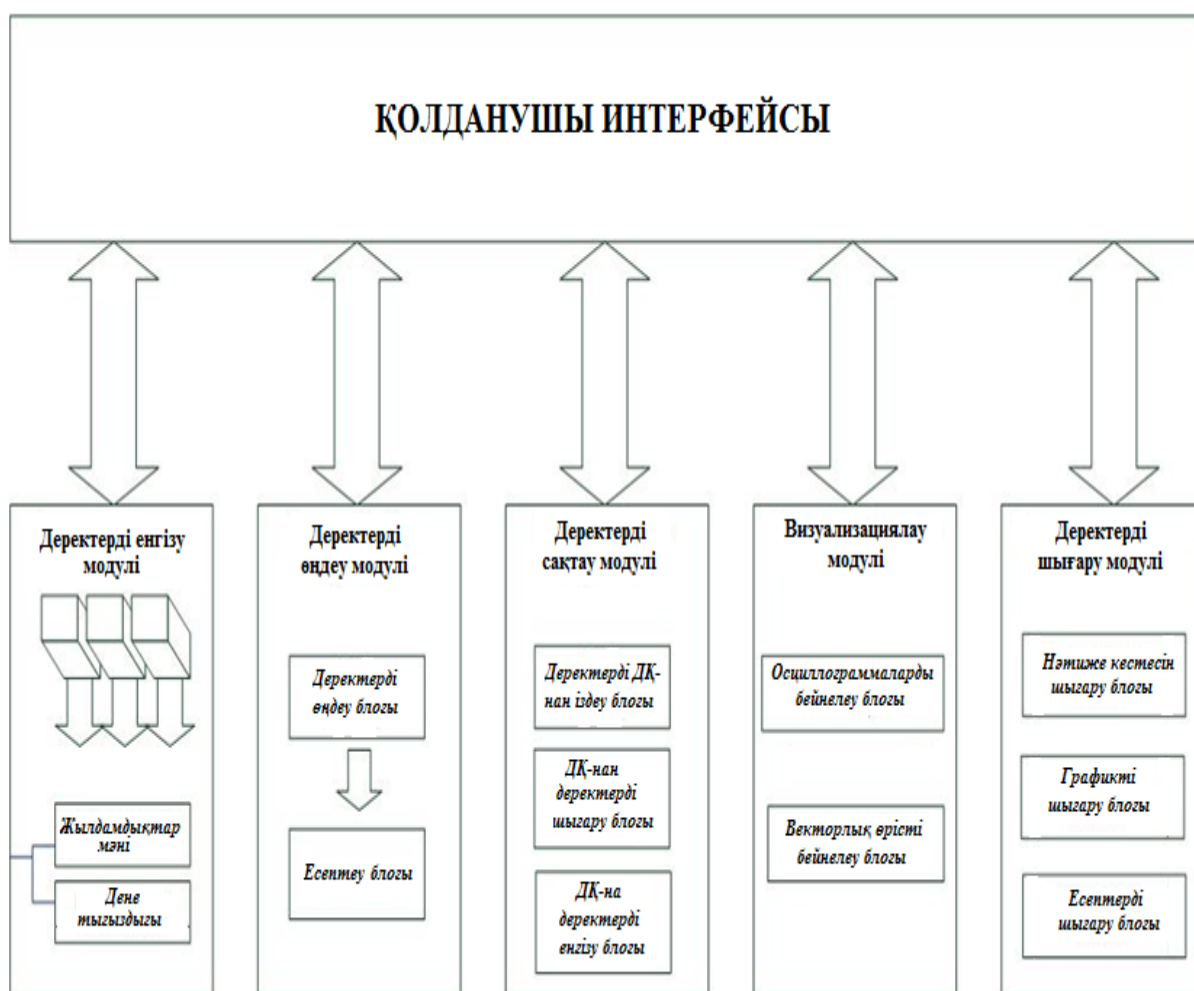 ҚОЛДАНУШЫ ИНТЕРФЕЙСЫ
Деректерді енгізу
модулі
Жылдамдықтар
мәні
Дене
тығыздығы
Деректерді
өңдеу модулі
Деректерді
өңдеу блогы
Есептеу блогы
Деректерді
сақтау модулі
Деректерді ДҚ-
нан іздеу блогы
ДҚ-нан
деректерді
шығару блогы
ДҚ-на
деректерді
енгізу блогы
Визуализациялау
модулі
Осциллограммаларды
бейнелеу блогы
Векторлық өрісті
бейнелеу блогы
Деректерді
шығару модулі
Нәтиже кестесін
шығару блогы
Графикті
шығару блогы
Есептерді
шығару блогы